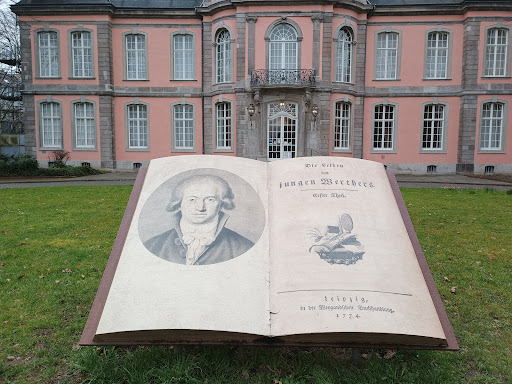 Die Leiden
des
jungen Werthers.
Erster Theil.
Leipzig,
in der Weygandschen Buchhandlung.
1774.